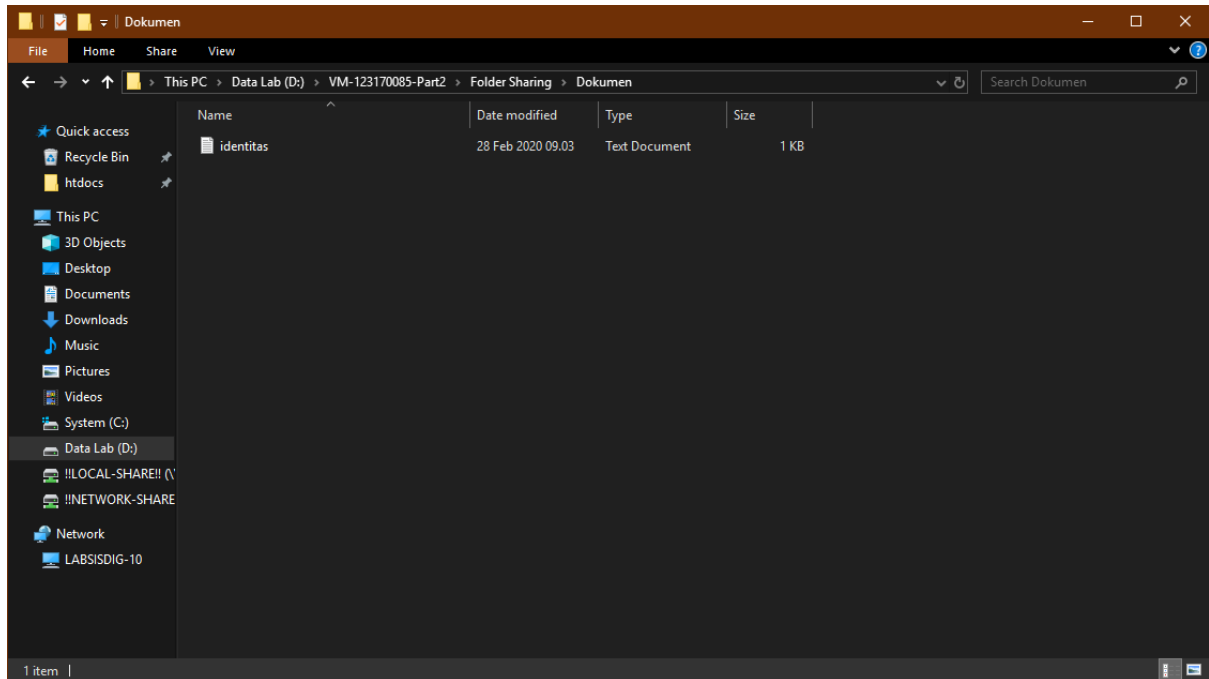 Dokumen
File Home Share View
This PC > Data Lab (D:) > VM-123170085-Part2 > Folder Sharing > Dokumen
Search Dokumen
Name Date modified Type Size
identitas 28 Feb 2020 09.03 Text Document 1 KB
Quick access
Recycle Bin
htdocs
This PC
3D Objects
Desktop
Documents
Downloads
Music
Pictures
Videos
System (C:)
Data Lab (D:)
!!LOCAL-SHARE!! (\'
!!NETWORK-SHARE
Network
LABSISDIG-10
1 item